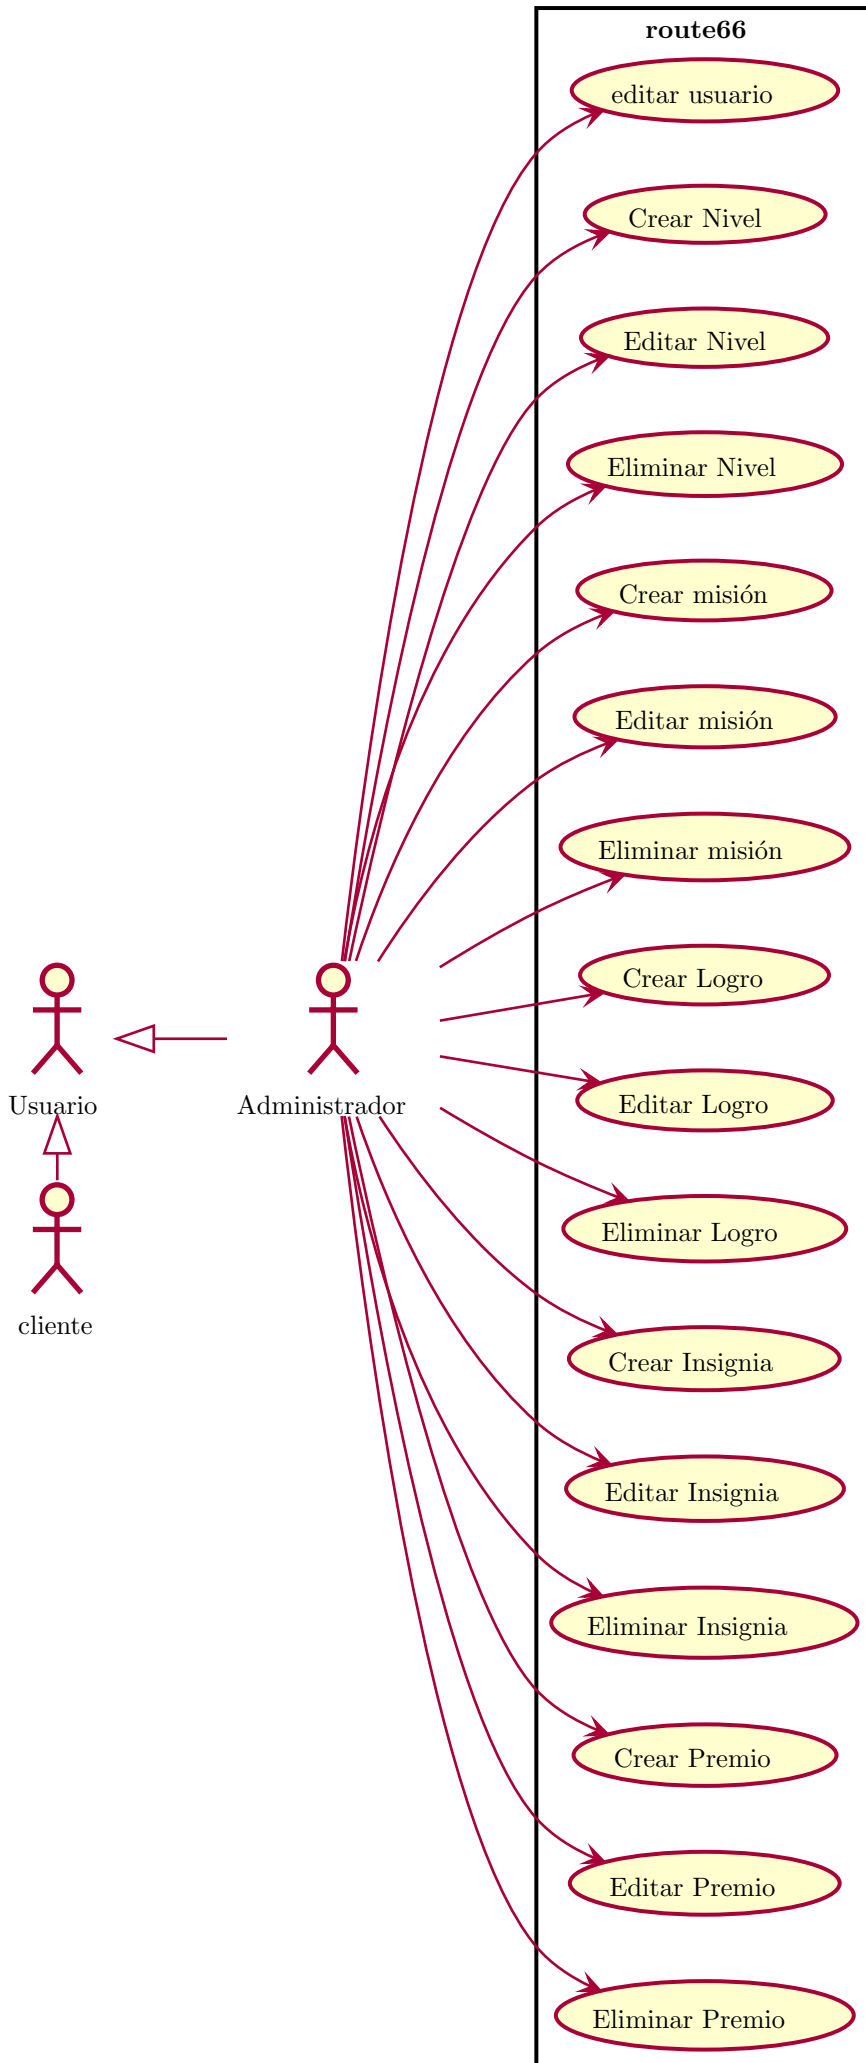 route66
editar usuario
Crear Nivel
Editar Nivel
Eliminar Nivel
Crear misión
Editar misión
Eliminar misión
Crear Logro
Usuario
Administrador
Editar Logro
Eliminar Logro
cliente
Crear Insignia
Editar Insignia
Eliminar Insignia
Crear Premio
Editar Premio
Eliminar Premio